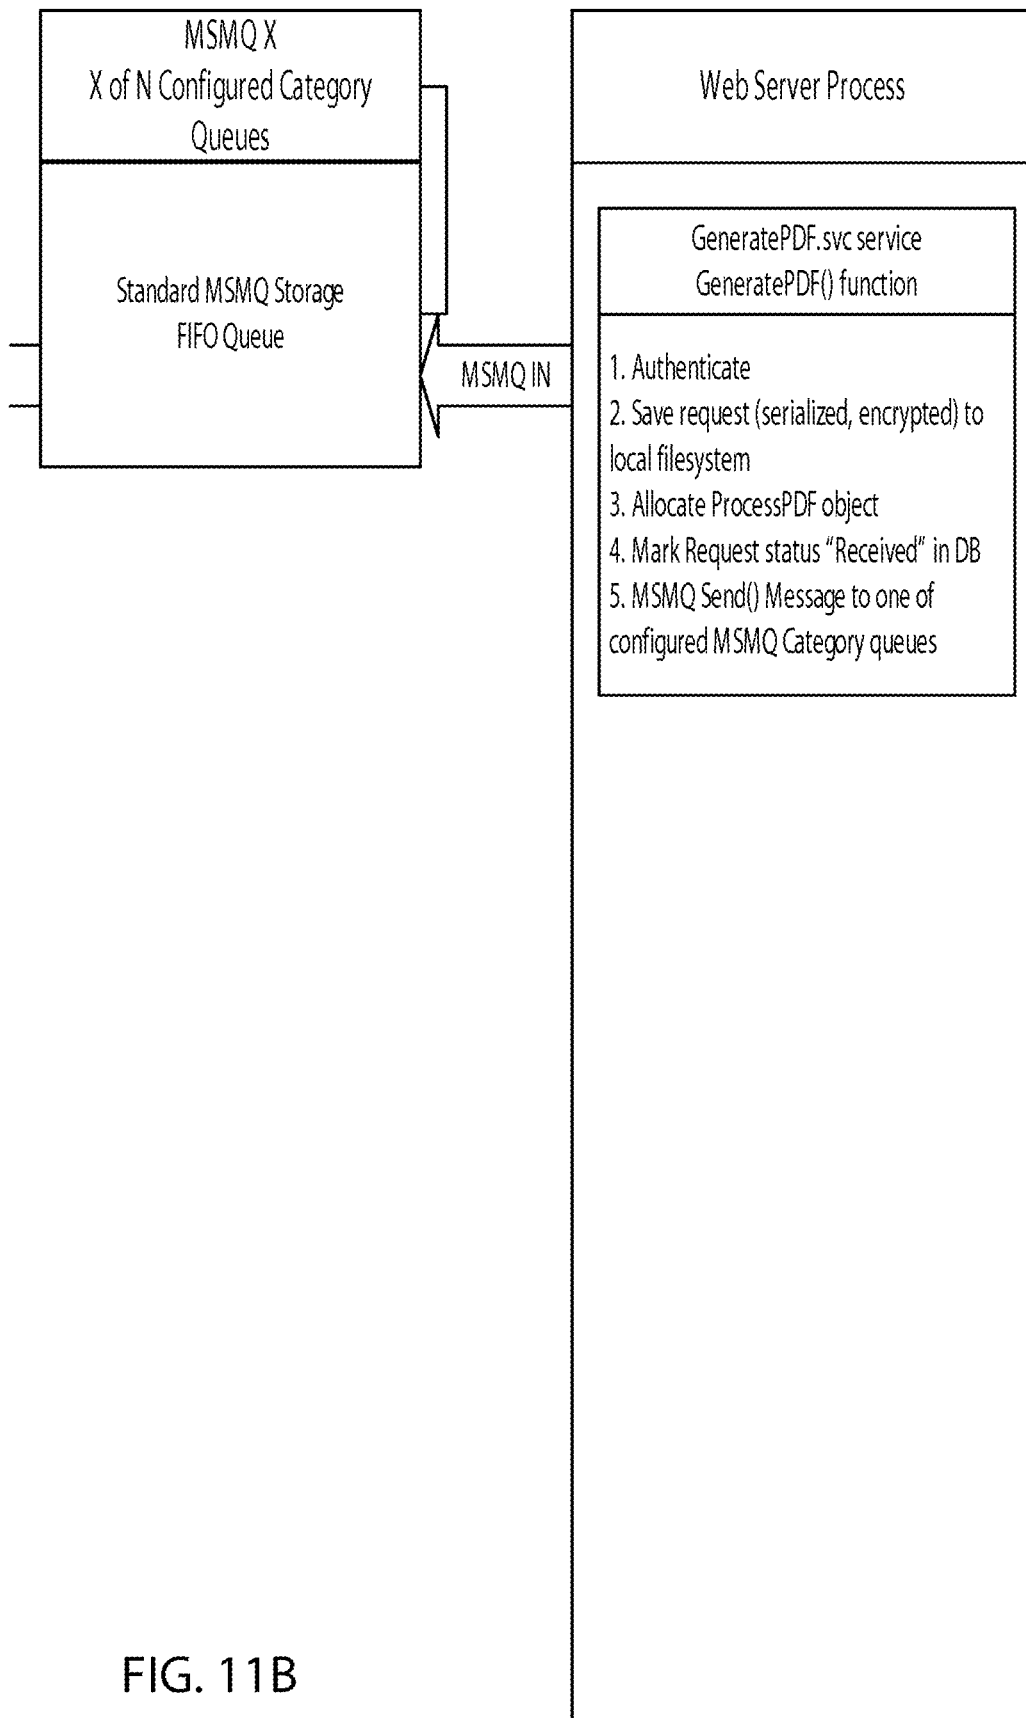 MSMQ X
X of N Configured Category
Queues
Standard MSMQ Storage
FIFO Queue
MSMQ IN
Web Server Process
GeneratePDF.svc service
GeneratePDF() function
1. Authenticate
2. Save request (serialized, encrypted) to
local filesystem
3. Allocate ProcessPDF object
4. Mark Request status “Received” in DB
5. MSMQ Send() Message to one of
configured MSMQ Category queues
FIG. 11B